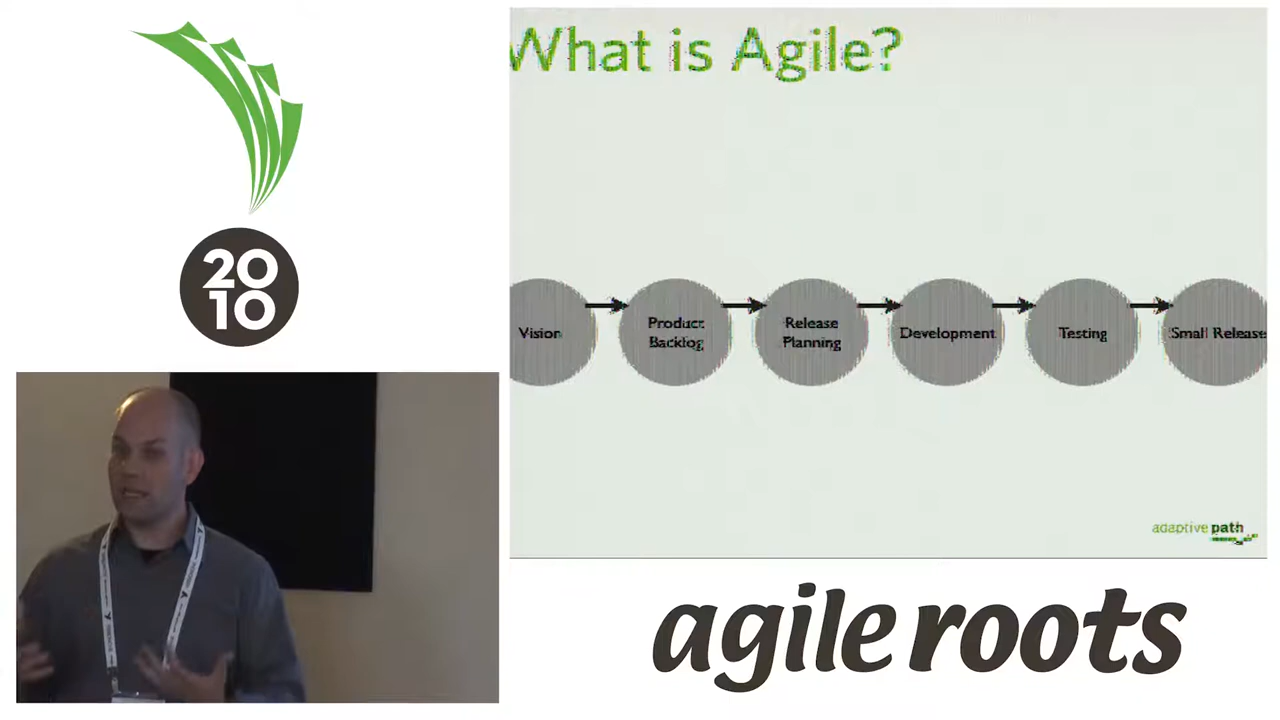 What is Agile?
20
10
Vision
Product
Backlog
Release
Planning
Development
Testing
Small Release
adaptive path
agile roots